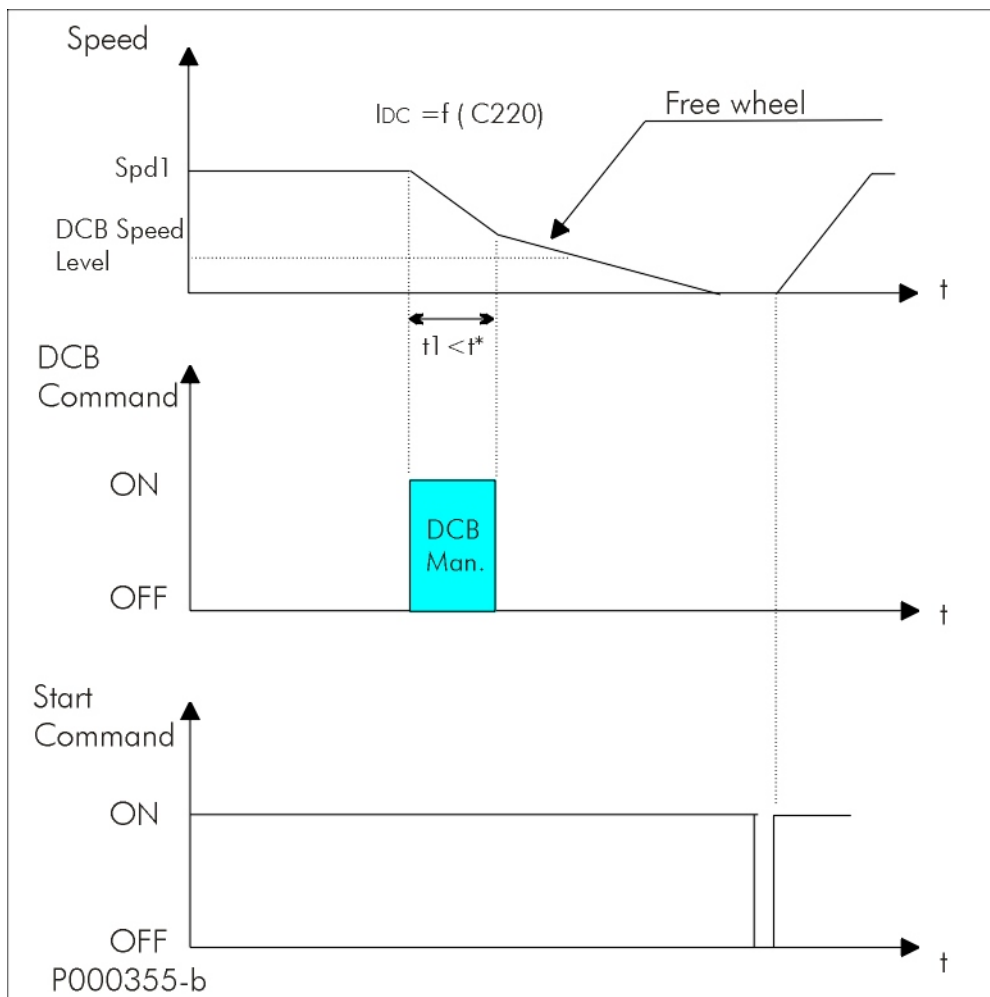 Speed
IDC =f ( C220)
Free wheel
Spd1
DCB Speed
Level
t
t1 <t*
DCB
Command
ON
DCB
Man.
OFF
t
Start
Command
ON
OFF
t
P000355-b